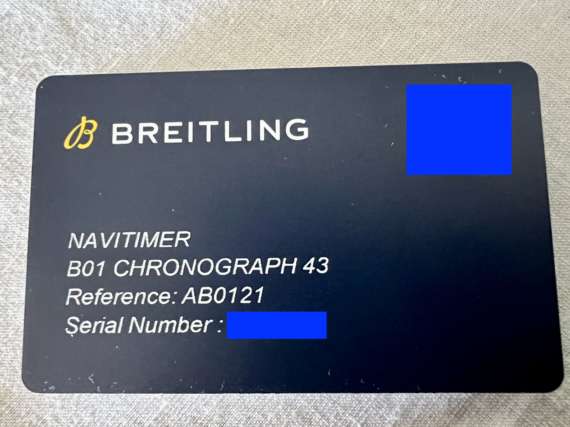 BREITLING
NAVITIMER
B01 CHRONOGRAPH 43
Reference: AB0121
Serial Number :